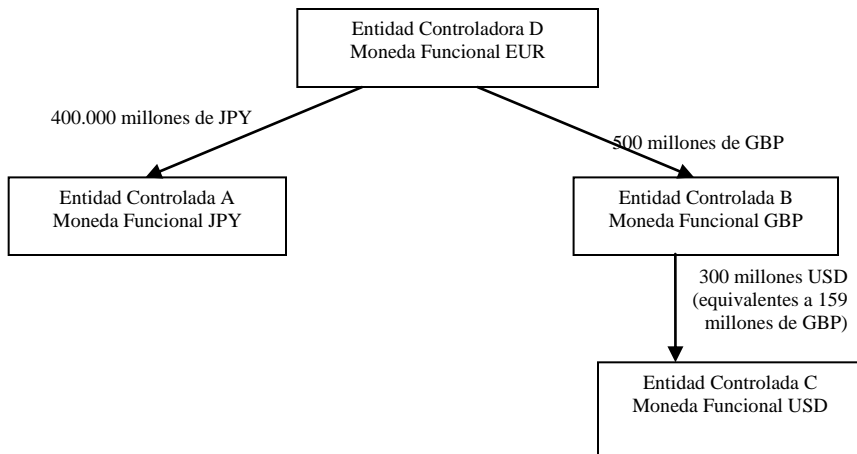 Entidad Controladora D
Moneda Funcional EUR
400.000 millones de JPY
500 millones de GBP
Entidad Controlada A
Moneda Funcional JPY
Entidad Controlada B
Moneda Funcional GBP
300 millones USD
(equivalentes a 159
millones de GBP)
Entidad Controlada C
Moneda Funcional USD